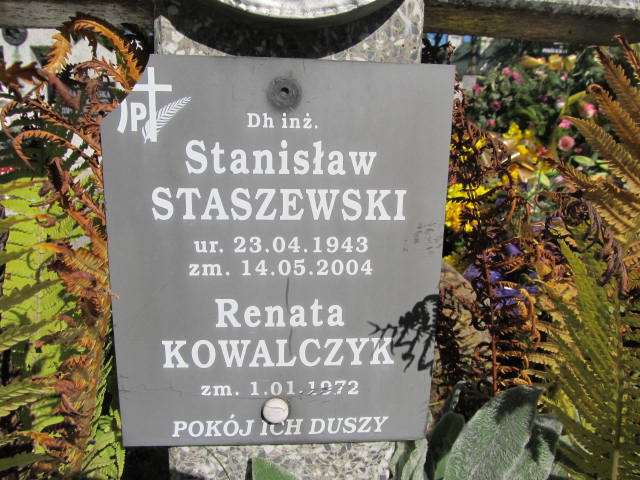 JP
Dh inż.
Stanisław
STASZEWSKI
ur. 23.04.1943
zm. 14.05.2004
Renata
KOWALCZYK
zm. 1.01.1972
POKÓJ ICH DUSZY